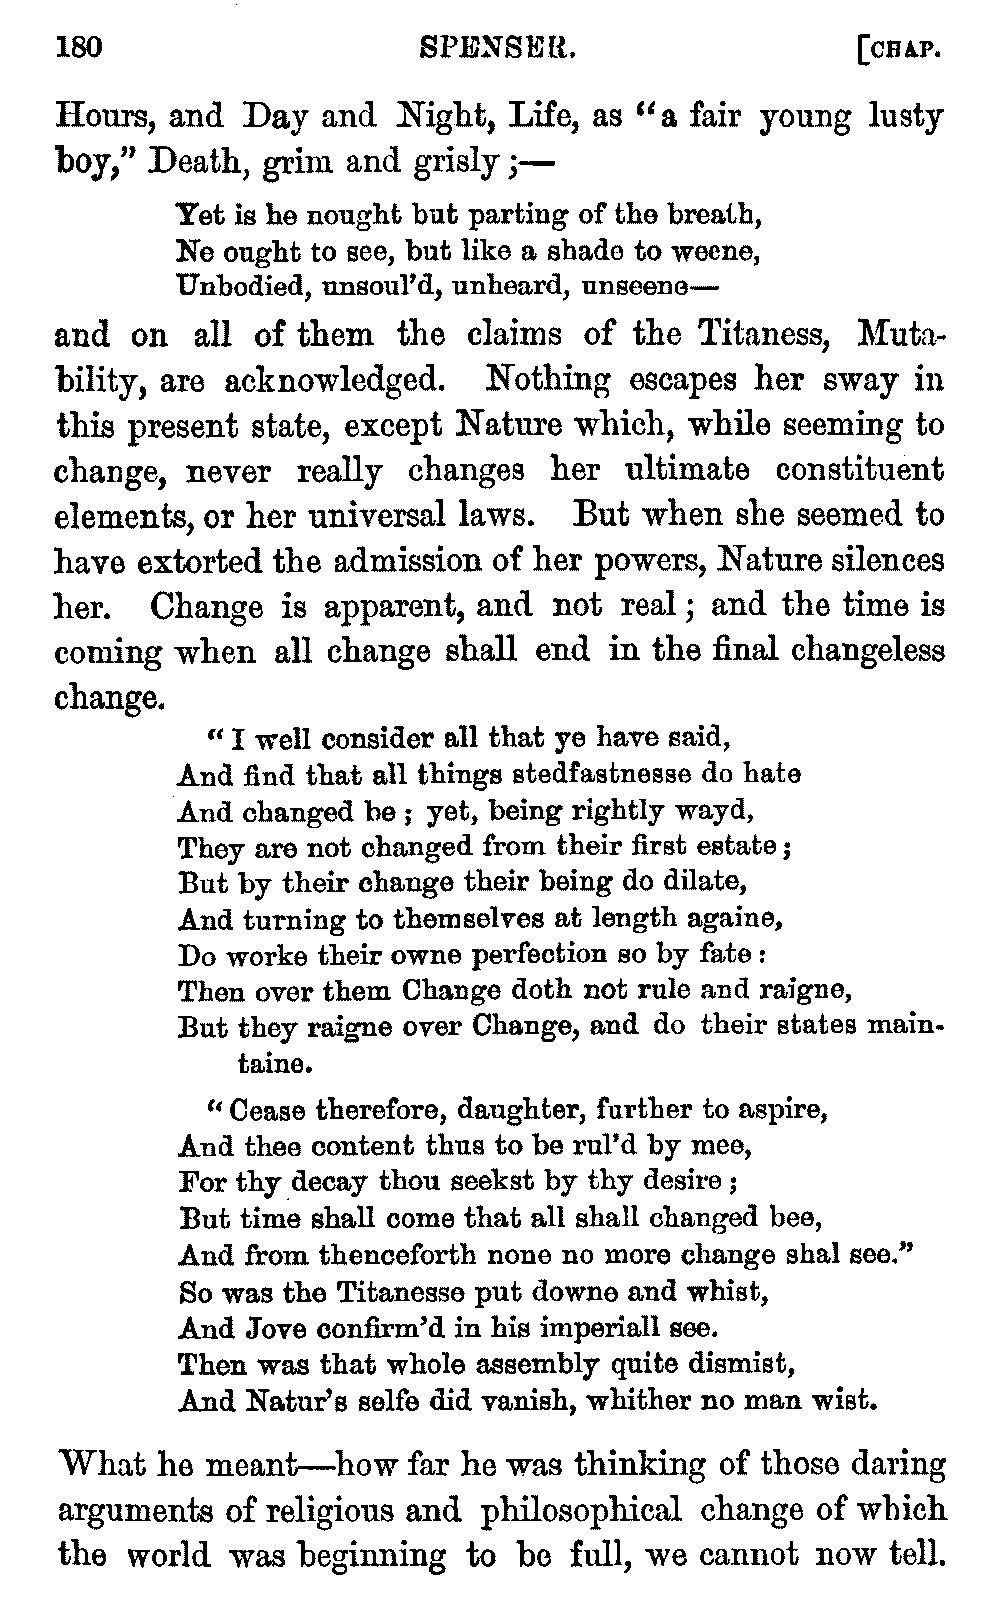 180 SPENSER. [CHAP.
Hours, and Day and Night, Life, as “a fair young lusty
boy,” Death, grim and grisly ;—
Yet is he nought but parting of the breath,
Ne ought to see, but like a shade to weene,
Unbodied, unsoul’d, unheard, unseene—
and on all of them the claims of the Titaness, Muta-
bility, are acknowledged. Nothing escapes her sway in
this present state, except Nature which, while seeming to
change, never really changes her ultimate constituent
elements, or her universal laws. But when she seemed to
have extorted the admission of her powers, Nature silences
her. Change is apparent, and not real ; and the time is
coming when all change shall end in the final changeless
change.
“ I well consider all that ye have said,
And find that all things stedfastnesse do hate
And changed be ; yet, being rightly wayd,
They are not changed from their first estate ;
But by their change their being do dilate,
And turning to themselves at length againe,
Do worke their owne perfection so by fate :
Then over them Change doth not rule and raigne,
But they raigne over Change, and do their states main-
taine.
“ Cease therefore, daughter, further to aspire,
And thee content thus to be rul’d by mee,
For thy decay thou seekst by thy desire ;
But time shall come that all shall changed bee,
And from thenceforth none no more change shal see.”
So was the Titanesse put downe and whist,
And Jove confirm’d in his imperiall see.
Then was that whole assembly quite dismist,
And Natur’s selfe did vanish, whither no man wist.
What he meant—how far he was thinking of those daring
arguments of religious and philosophical change of which
the world was beginning to be full, we cannot now tell.